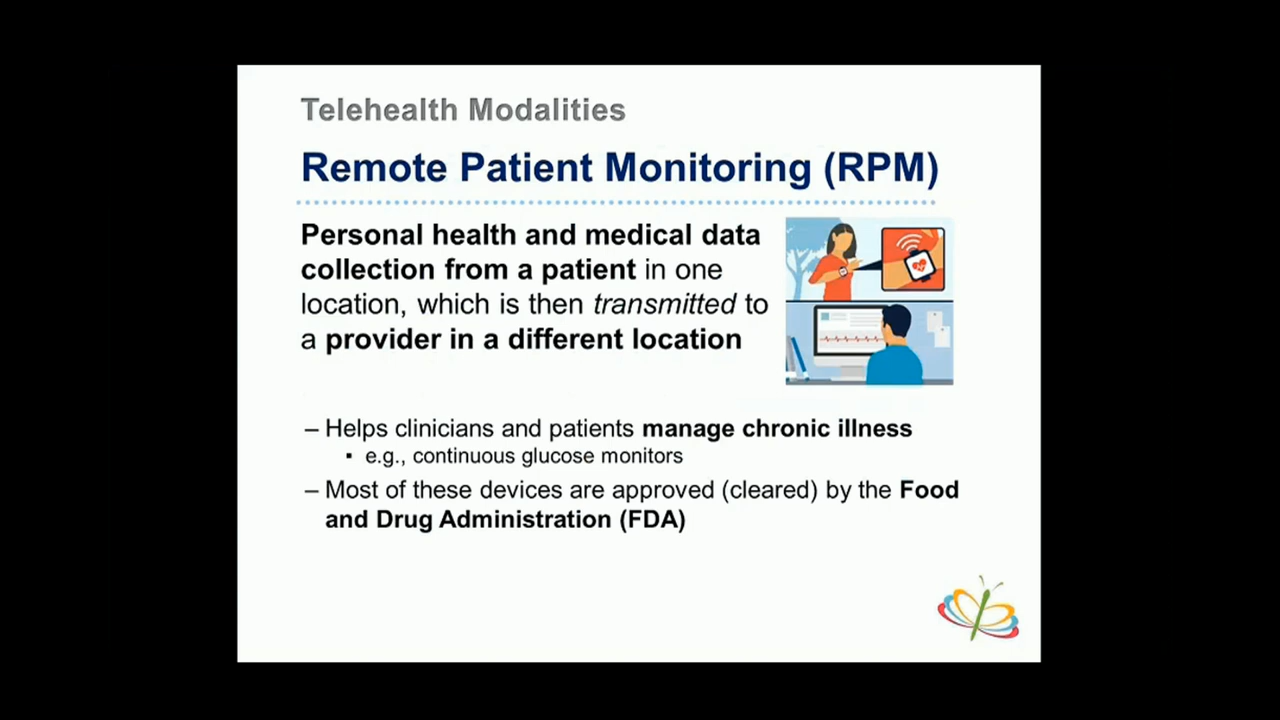 Telehealth Modalities
Remote Patient Monitoring (RPM)
Personal health and medical data
collection from a patient in one
location, which is then transmitted to
a provider in a different location
– Helps clinicians and patients manage chronic illness
▪ e.g., continuous glucose monitors
– Most of these devices are approved (cleared) by the Food
and Drug Administration (FDA)